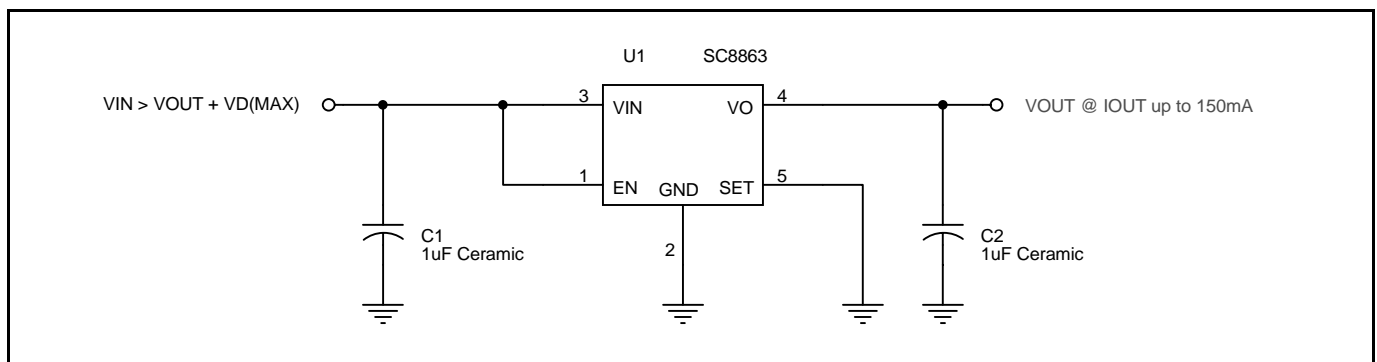 U1 SC8863
VIN > VOUT + VD(MAX)
3
VIN
VO
4
VOUT @ IOUT up to 150mA
1
EN
GND
SET
5
2
C1
1uF Ceramic
C2
1uF Ceramic